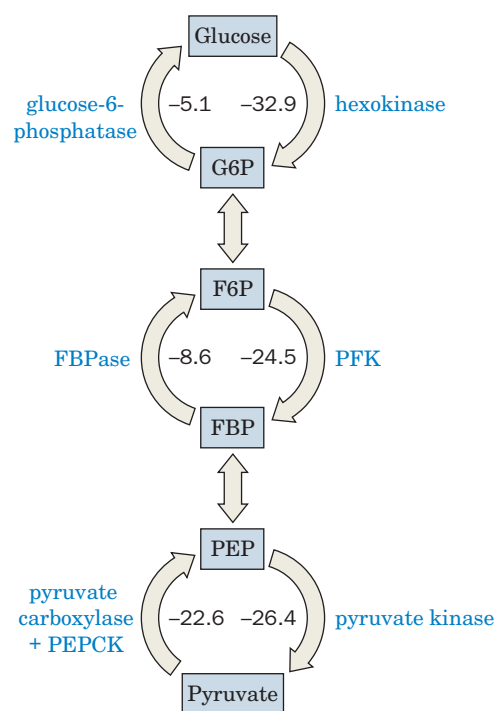 Glucose
glucose-6-
phosphatase
–5.1
–32.9
hexokinase
G6P
F6P
FBPase
–8.6
–24.5
PFK
FBP
PEP
pyruvate
carboxylase
+ PEPCK
–22.6
–26.4
pyruvate kinase
Pyruvate